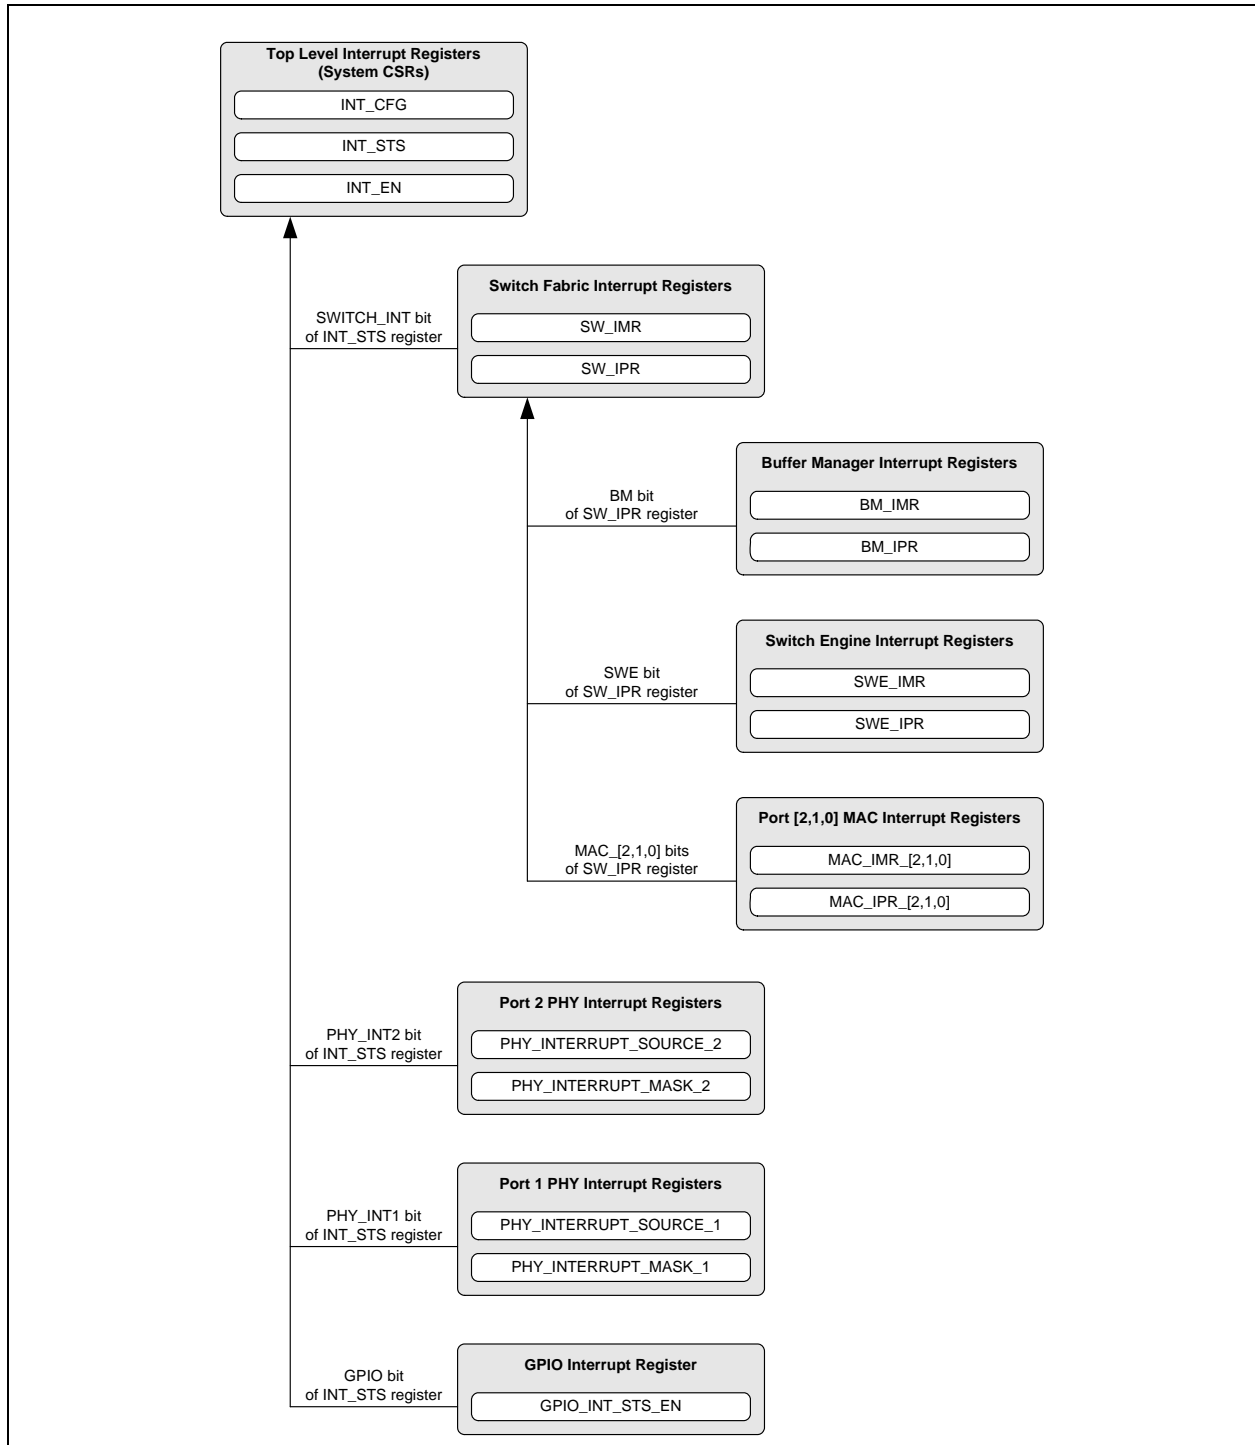 Top Level Interrupt Registers
(System CSRs)
INT_CFG
INT_STS
INT_EN
Switch Fabric Interrupt Registers
SWITCH_INT bit
of INT_STS register
SW_IMR
SW_IPR
Buffer Manager Interrupt Registers
BM bit
of SW_IPR register
BM_IMR
BM_IPR
Switch Engine Interrupt Registers
SWE bit
of SW_IPR register
SWE_IMR
SWE_IPR
Port [2,1,0] MAC Interrupt Registers
MAC_[2,1,0] bits
of SW_IPR register
MAC_IMR_[2,1,0]
MAC_IPR_[2,1,0]
Port 2 PHY Interrupt Registers
PHY_INT2 bit
of INT_STS register
PHY_INTERRUPT_SOURCE_2
PHY_INTERRUPT_MASK_2
Port 1 PHY Interrupt Registers
PHY_INT1 bit
of INT_STS register
PHY_INTERRUPT_SOURCE_1
PHY_INTERRUPT_MASK_1
GPIO Interrupt Register
GPIO bit
of INT_STS register
GPIO_INT_STS_EN